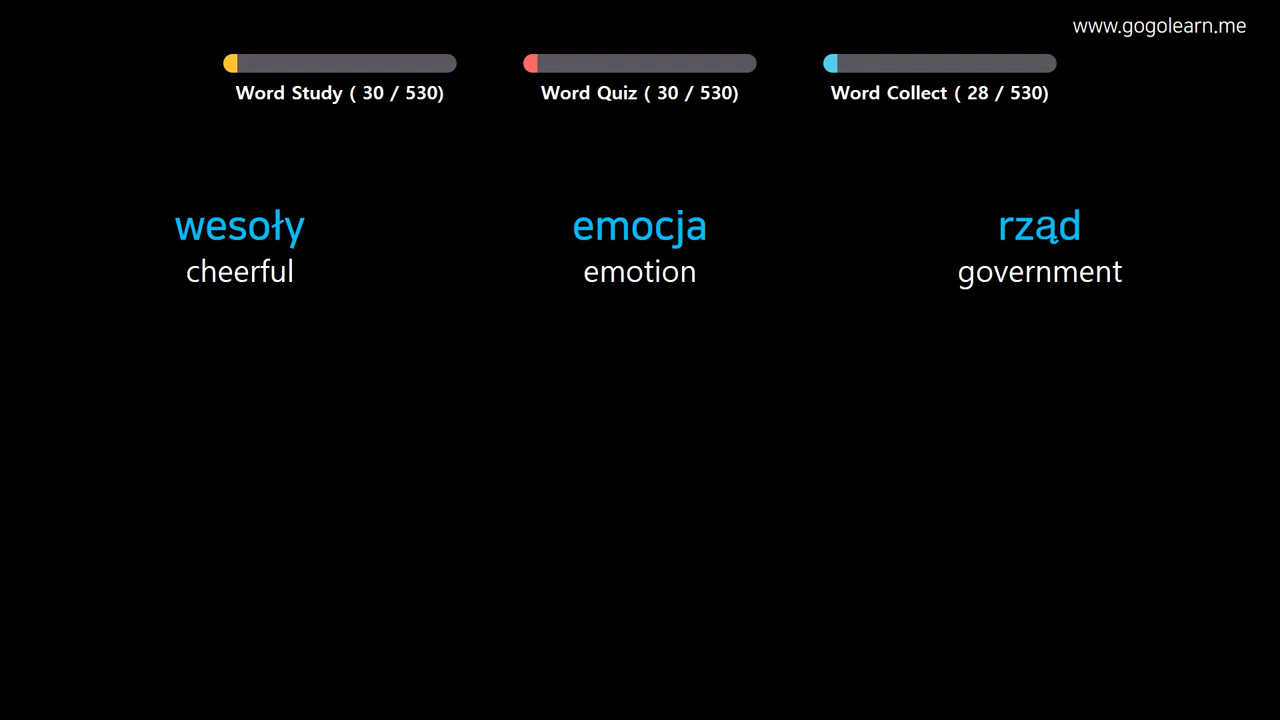 www.gogolearn.me
Word Study ( 30 / 530) Word Quiz ( 30 / 530) Word Collect ( 28 / 530)
wesoły emocja rząd
cheerful emotion government